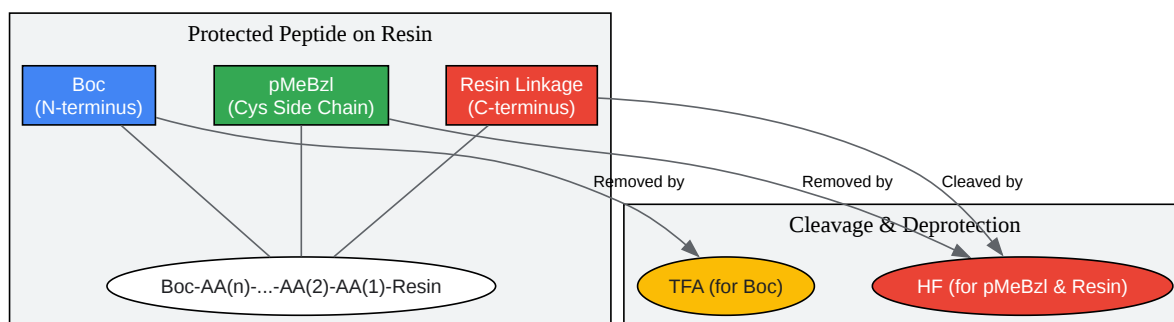 Protected Peptide on Resin
Boc
(N-terminus)
pMeBzl
(Cys Side Chain)
Resin Linkage
(C-terminus)
Removed by
Removed by
Cleaved by
Cleavage & Deprotection
Boc-AA(n)-...-AA(2)-AA(1)-Resin
TFA (for Boc)
HF (for pMeBzl & Resin)